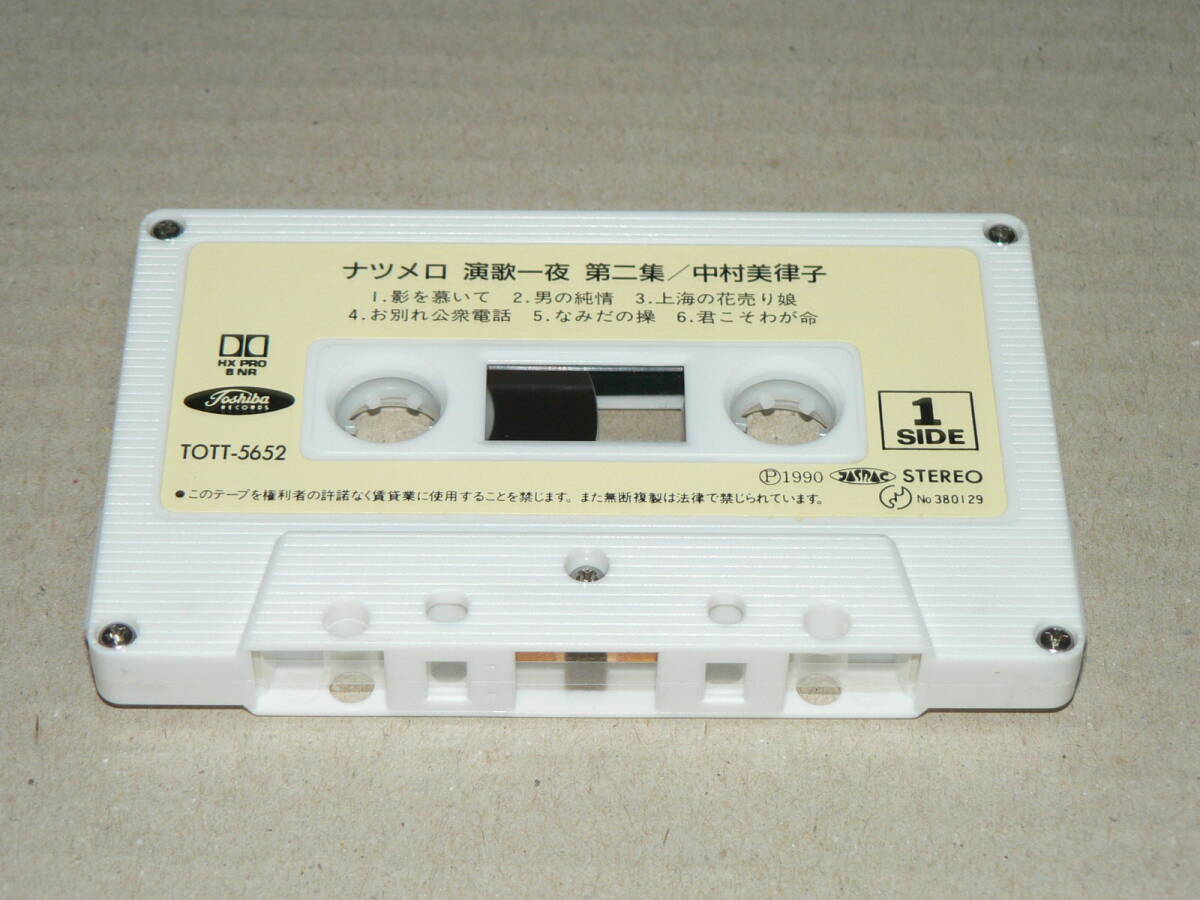 ナツメロ 演歌一夜 第二集／中村美律子
1.影を慕いて 2.男の純情 3.上海の花売り娘
4.お別れ公衆電話 5.なみだの操 6.君こそわが命
HX PRO
B NR
Toshiba
RECORDS
TOTT-5652
1
SIDE
Ⓟ1990 JASRAC STEREO
No 380129
●このテープを権利者の許諾なく賃貸業に使用することを禁じます。また無断複製は法律で禁じられています。